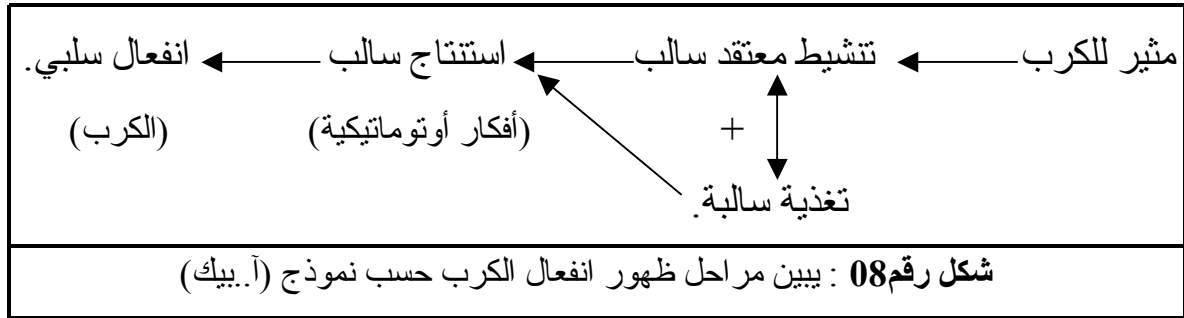 مثير للكرب تنشيط معتقد سالب استنتاج سالب انفعال سلبي.
+ (أفكار أوتوماتيكية) (الكرب)
تغذية سالبة.
شكل رقم08 : يبين مراحل ظهور انفعال الكرب حسب نموذج (آ..بيك)